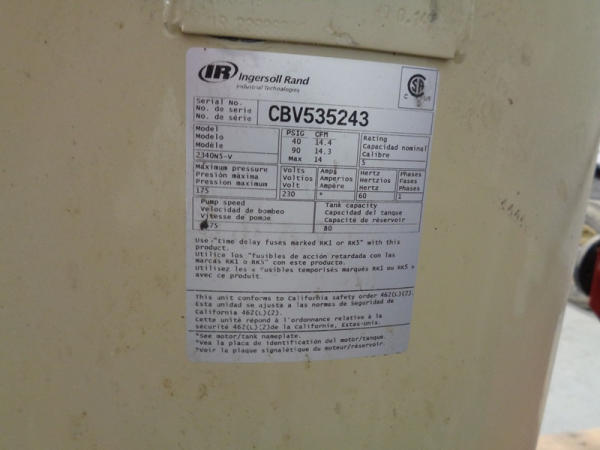 IR Ingersoll Rand
Industrial Technologies
SA
C US
Serial No.
No. de serie
No. de série
CBV535243
Model
Modelo
Modèle
2340N5-V
PSIG CFM
40 14.4
90 14.3
Max 14
Rating
Capacidad nominal
Calibre
5
Maximum pressure
Presión máxima
Pression maximum
175
Volts
Voltios
Volt
230
Amps
Amperios
Ampère
*
Hertz
Hertzios
Hertz
60
Phases
Fases
Phases
1
Pump speed
Velocidad de bombeo
Vitesse de pompe
75
Tank capacity
Capacidad del tanque
Capacité du réservoir
80
Use "time delay fuses marked RK1 or RK5" with this
product.
Utilice los "fusibles de acción retardada con las
marcas RK1 o RK5" con este producto.
Utilisez les « fusibles temporisés marqués RK1 ou RK5 »
avec ce produit.
This unit conforms to California safety order 462(L)(2).
Esta unidad se ajusta a las normas de seguridad de
California 462(L)(2).
Cette unité répond à l'ordonnance relative à la
sécurité 462(L)(2)de la Californie, Estas-unis.
*See motor/tank nameplate.
*Vea la placa de identificación del motor/tanque.
*Voir la plaque signalétique du moteur/réservoir.